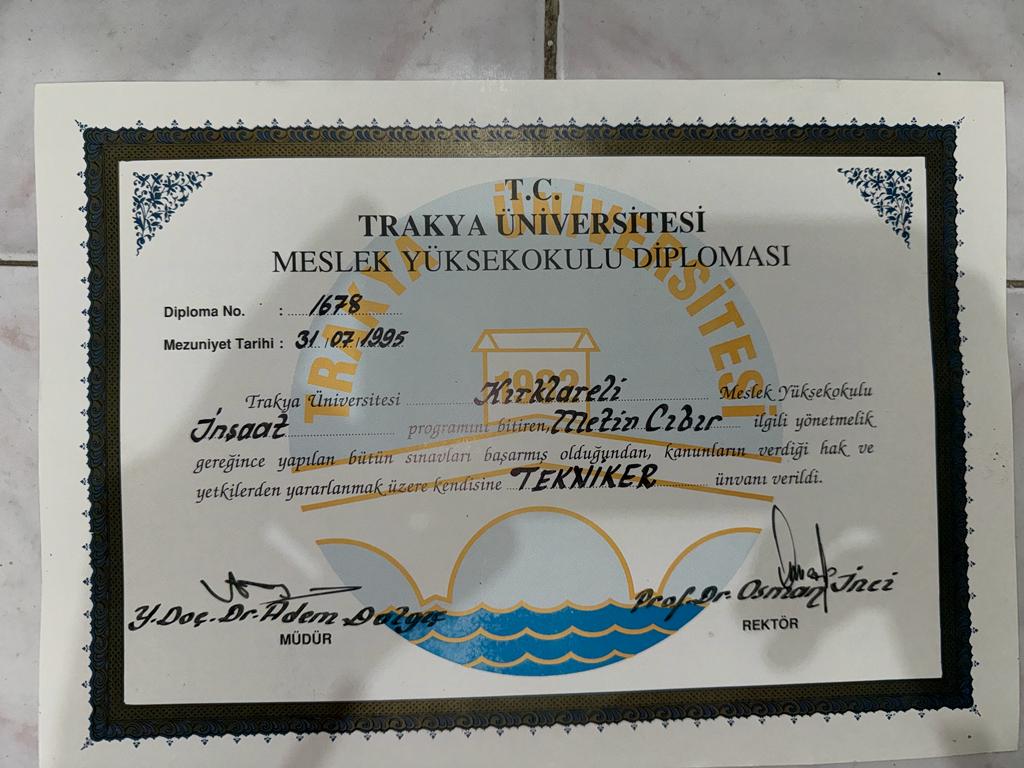 T.C.
TRAKYA ÜNİVERSİTESİ
MESLEK YÜKSEKOKULU DİPLOMASI
TRAKYA ÜNİVERSİTESİ
1982
Diploma No. : 1678
Mezuniyet Tarihi : 31/07/1995
Trakya Üniversitesi Kırklareli Meslek Yüksekokulu
İnşaat programını bitiren, Metin Cıbır ilgili yönetmelik
gereğince yapılan bütün sınavları başarmış olduğundan, kanunların verdiği hak ve
yetkilerden yararlanmak üzere kendisine TEKNİKER ünvanı verildi.
Y.Doç.Dr.Adem Dalgıç
MÜDÜR
Prof.Dr.Osman İnci
REKTÖR